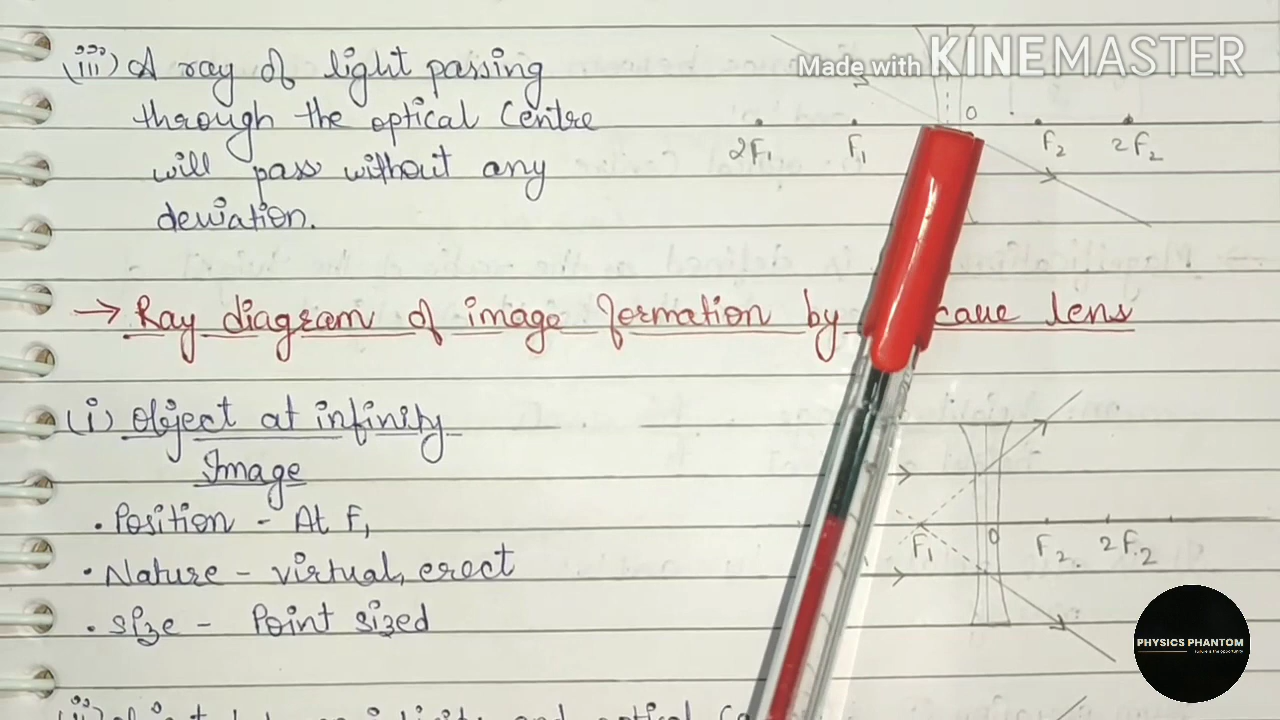 (iii) A ray of light passing
through the optical centre
will pass without any
deviation.
Made with KINEMASTER
O
2F₁ F₁ F₂ 2F₂
→ Ray diagram of image formation by cave lens
(i) Object at infinity
Image
• Position - At F₁
• Nature - virtual, erect
• Size - Point sized
F₁ O F₂ 2F₂
PHYSICS PHANTOM
(ii)